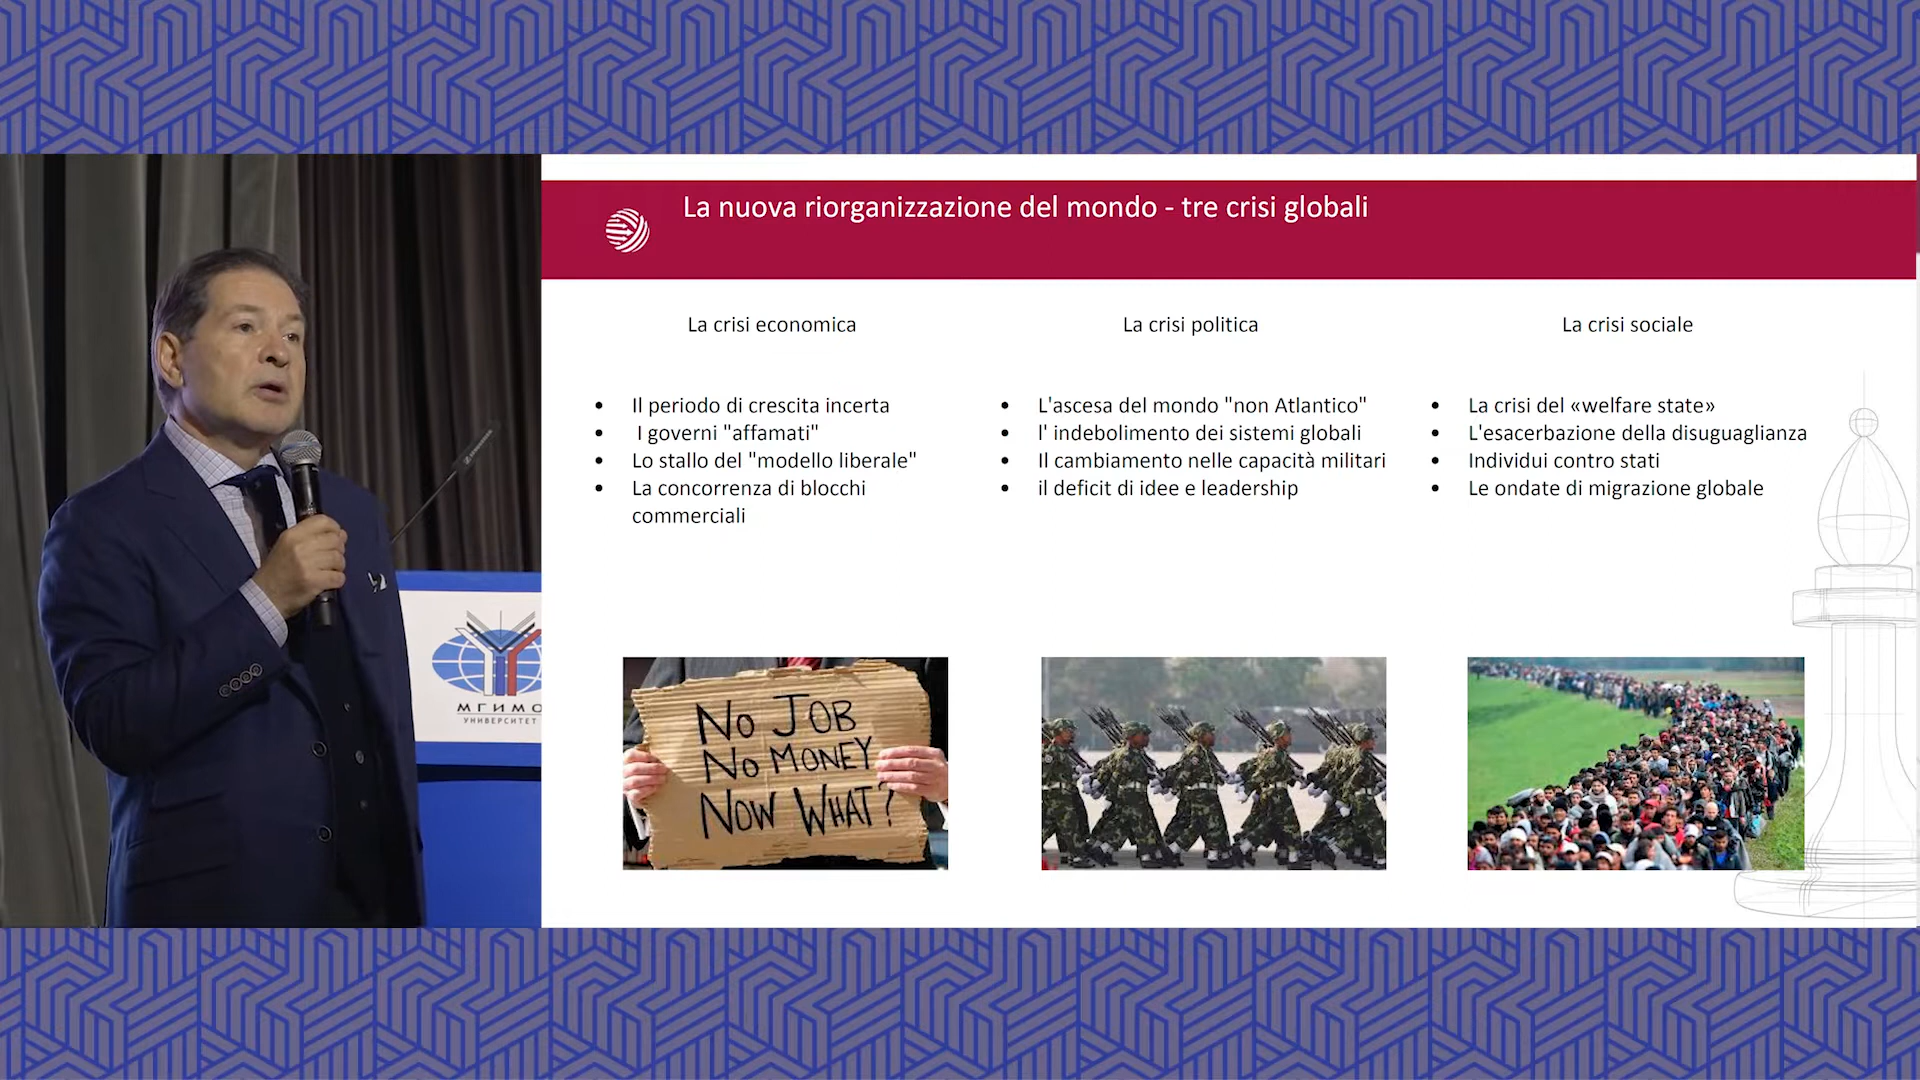 La nuova riorganizzazione del mondo - tre crisi globali
La crisi economica
• Il periodo di crescita incerta
• I governi "affamati"
• Lo stallo del "modello liberale"
• La concorrenza di blocchi
commerciali
La crisi politica
• L'ascesa del mondo "non Atlantico"
• l' indebolimento dei sistemi globali
• Il cambiamento nelle capacità militari
• il deficit di idee e leadership
La crisi sociale
• La crisi del «welfare state»
• L'esacerbazione della disuguaglianza
• Individui contro stati
• Le ondate di migrazione globale
NO JOB
NO MONEY
NOW WHAT?
МГИМО
УНИВЕРСИТЕТ